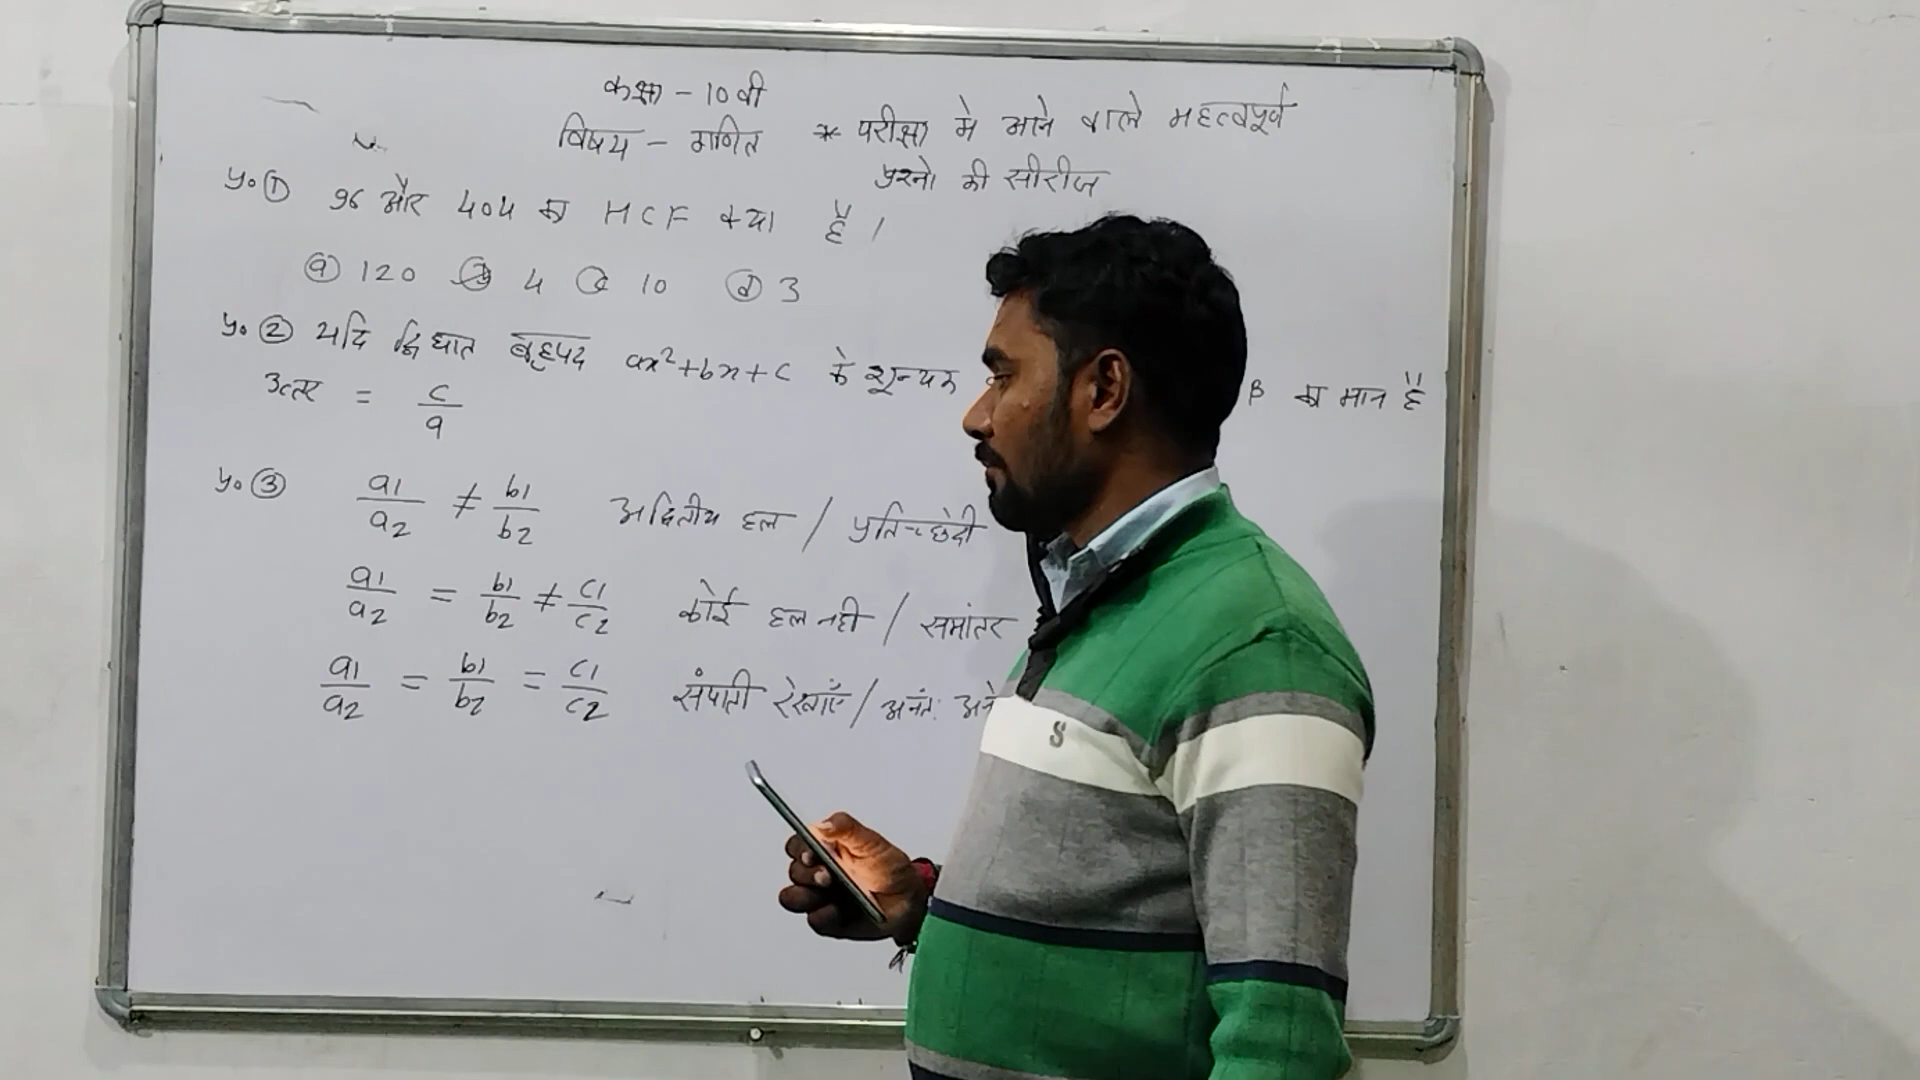 कक्षा - 10 वी
विषय - गणित * परीक्षा मे आने वाले महत्वपूर्ण
प्रश्नो की सीरीज
प्र० ① 96 और 404 का HCF क्या है ।
ⓐ 120 4 ⓒ 10 ⓓ 3
प्र० ② यदि द्विघात बहुपद ax²+bx+c के शून्यक β का मान है
उत्तर = c/a
प्र० ③ a1/a2 ≠ b1/b2 अद्वितीय हल / प्रतिच्छेदी
a1/a2 = b1/b2 ≠ c1/c2 कोई हल नही / समांतर
a1/a2 = b1/b2 = c1/c2 संपाती रेखाएँ / अनंत: अने
S